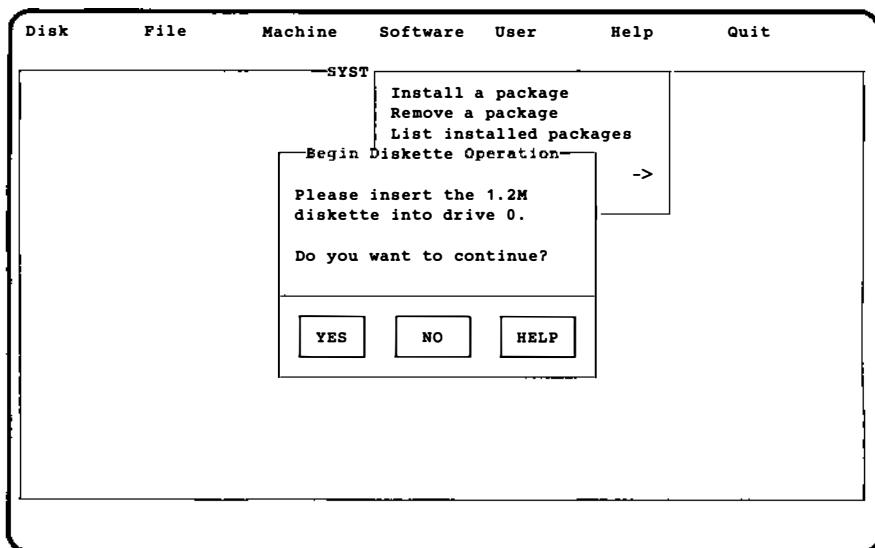 Disk File Machine Software User Help Quit
SYST
Install a package
Remove a package
List installed packages
->
Begin Diskette Operation
Please insert the 1.2M
diskette into drive 0.
Do you want to continue?
YES NO HELP